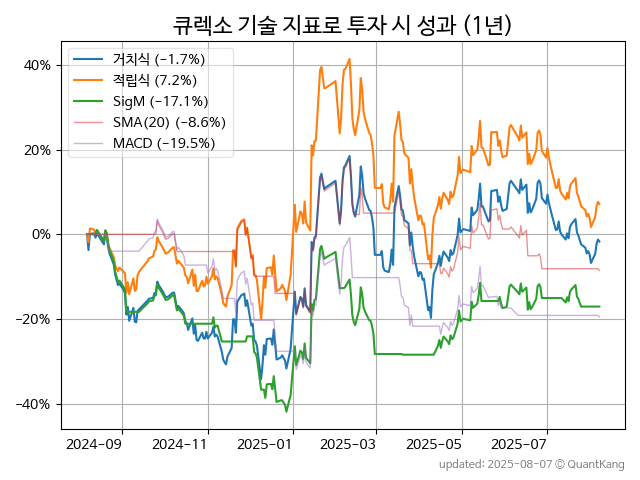 큐렉소 기술 지표로 투자 시 성과 (1년)
거치식 (−1.7%)
적립식 (7.2%)
SigM (−17.1%)
SMA(20) (−8.6%)
MACD (−19.5%)
40%
20%
0%
−20%
−40%
2024-09 2024-11 2025-01 2025-03 2025-05 2025-07
updated: 2025-08-07 © QuantKang